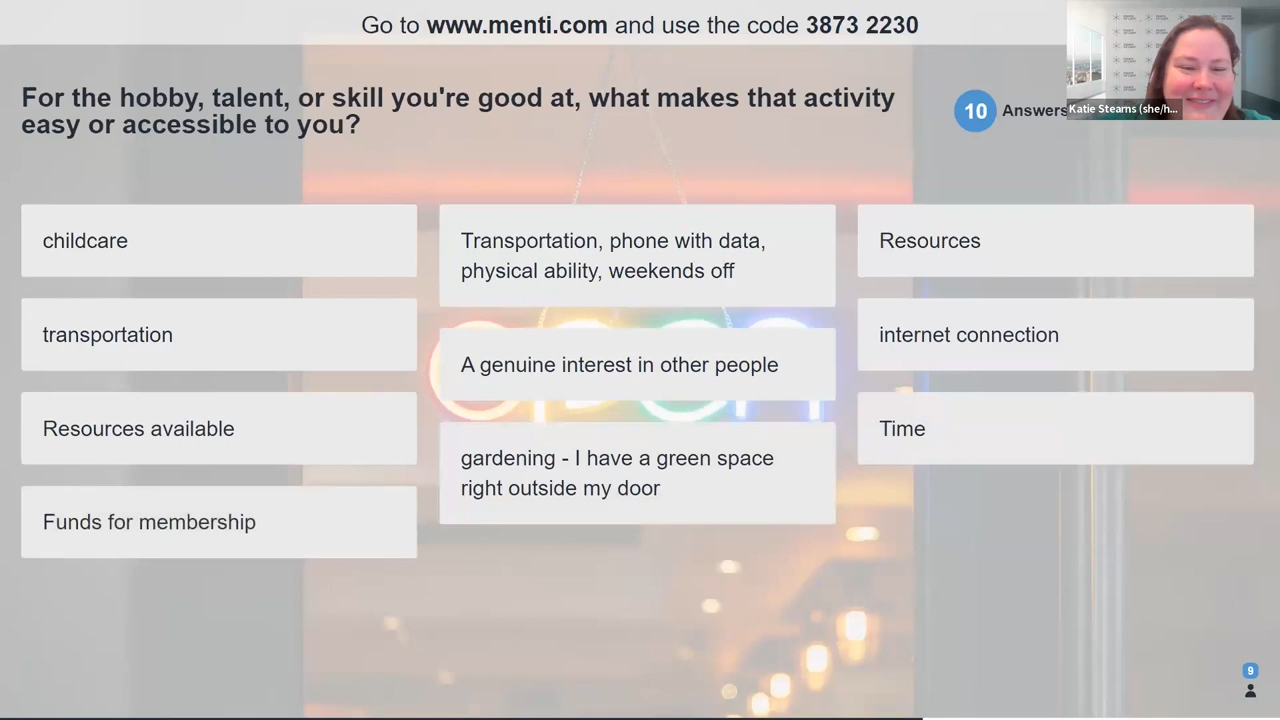 Go to www.menti.com and use the code 3873 2230
For the hobby, talent, or skill you're good at, what makes that activity
easy or accessible to you?
10 Answers
Katie Stearns (she/h...
childcare
transportation
Resources available
Funds for membership
Transportation, phone with data,
physical ability, weekends off
A genuine interest in other people
gardening - I have a green space
right outside my door
Resources
internet connection
Time
9